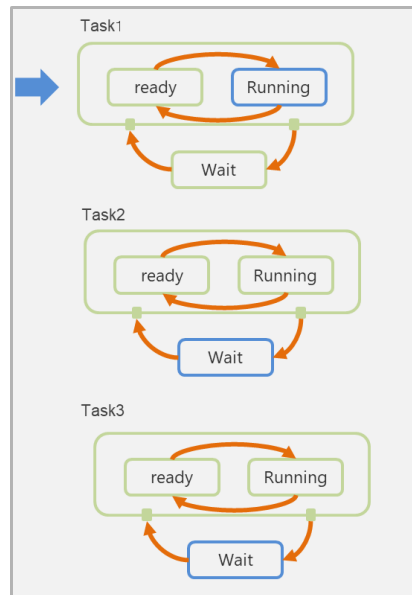 Task1
ready
Running
Wait
Task2
ready
Running
Wait
Task3
ready
Running
Wait